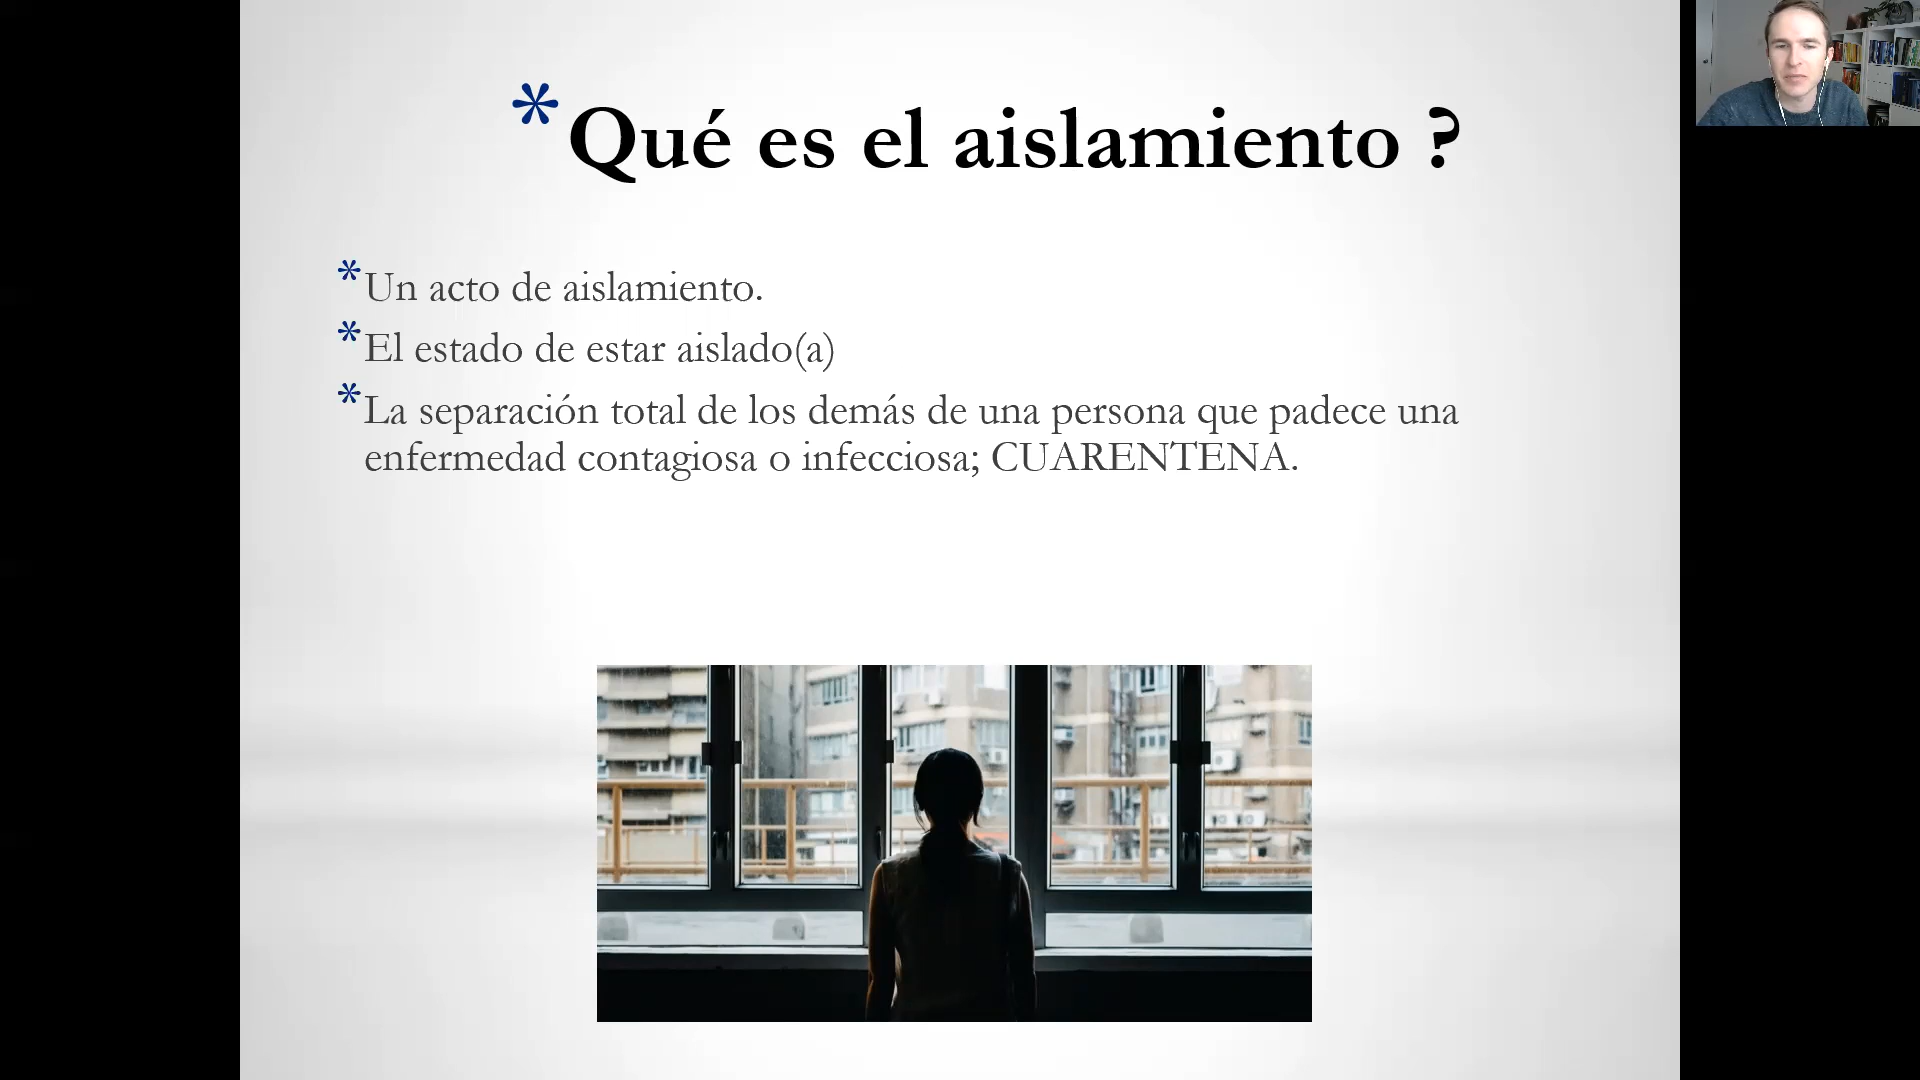 *Qué es el aislamiento ?
*Un acto de aislamiento.
*El estado de estar aislado(a)
*La separación total de los demás de una persona que padece una
enfermedad contagiosa o infecciosa; CUARENTENA.